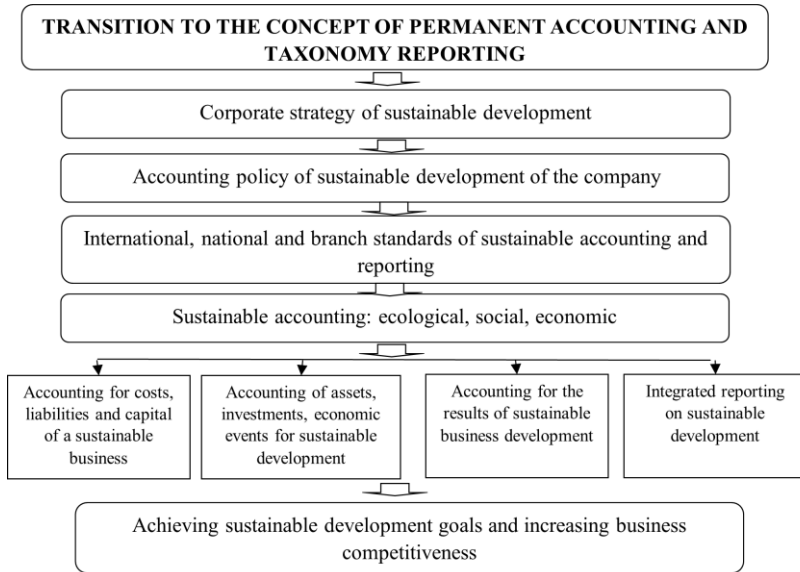 TRANSITION TO THE CONCEPT OF PERMANENT ACCOUNTING AND
TAXONOMY REPORTING
Corporate strategy of sustainable development
Accounting policy of sustainable development of the company
International, national and branch standards of sustainable accounting and
reporting
Sustainable accounting: ecological, social, economic
Accounting for costs,
liabilities and capital
of a sustainable
business
Accounting of assets,
investments, economic
events for sustainable
development
Accounting for the
results of sustainable
business development
Integrated reporting
on sustainable
development
Achieving sustainable development goals and increasing business
competitiveness